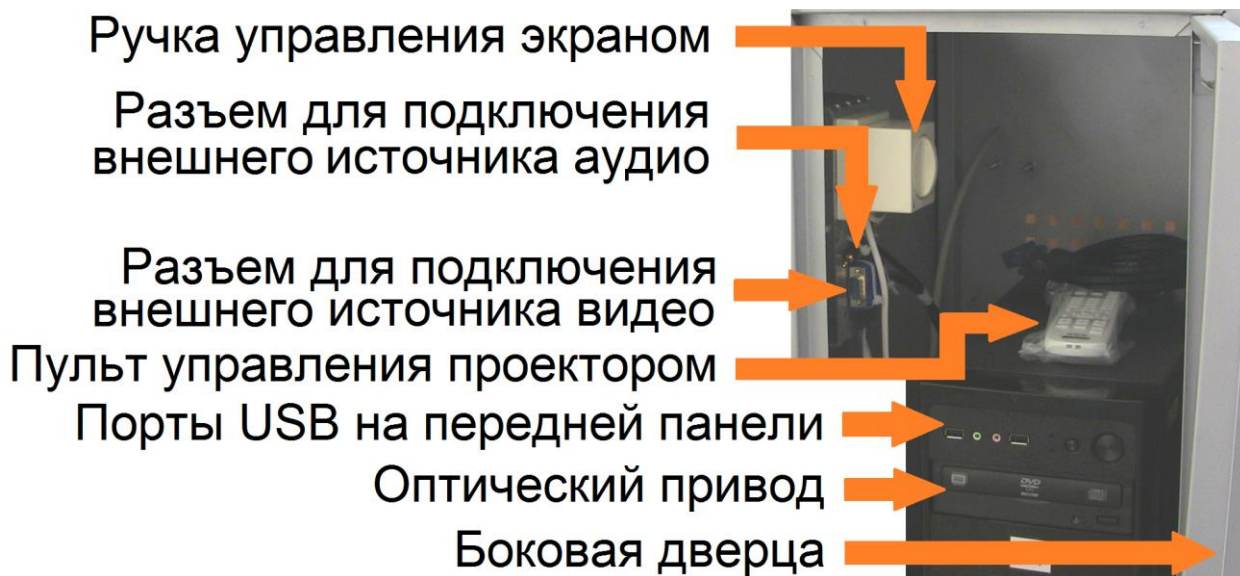 Ручка управления экраном
Разъем для подключения
внешнего источника аудио
Разъем для подключения
внешнего источника видео
Пульт управления проектором
Порты USB на передней панели
Оптический привод
DVD
Боковая дверца